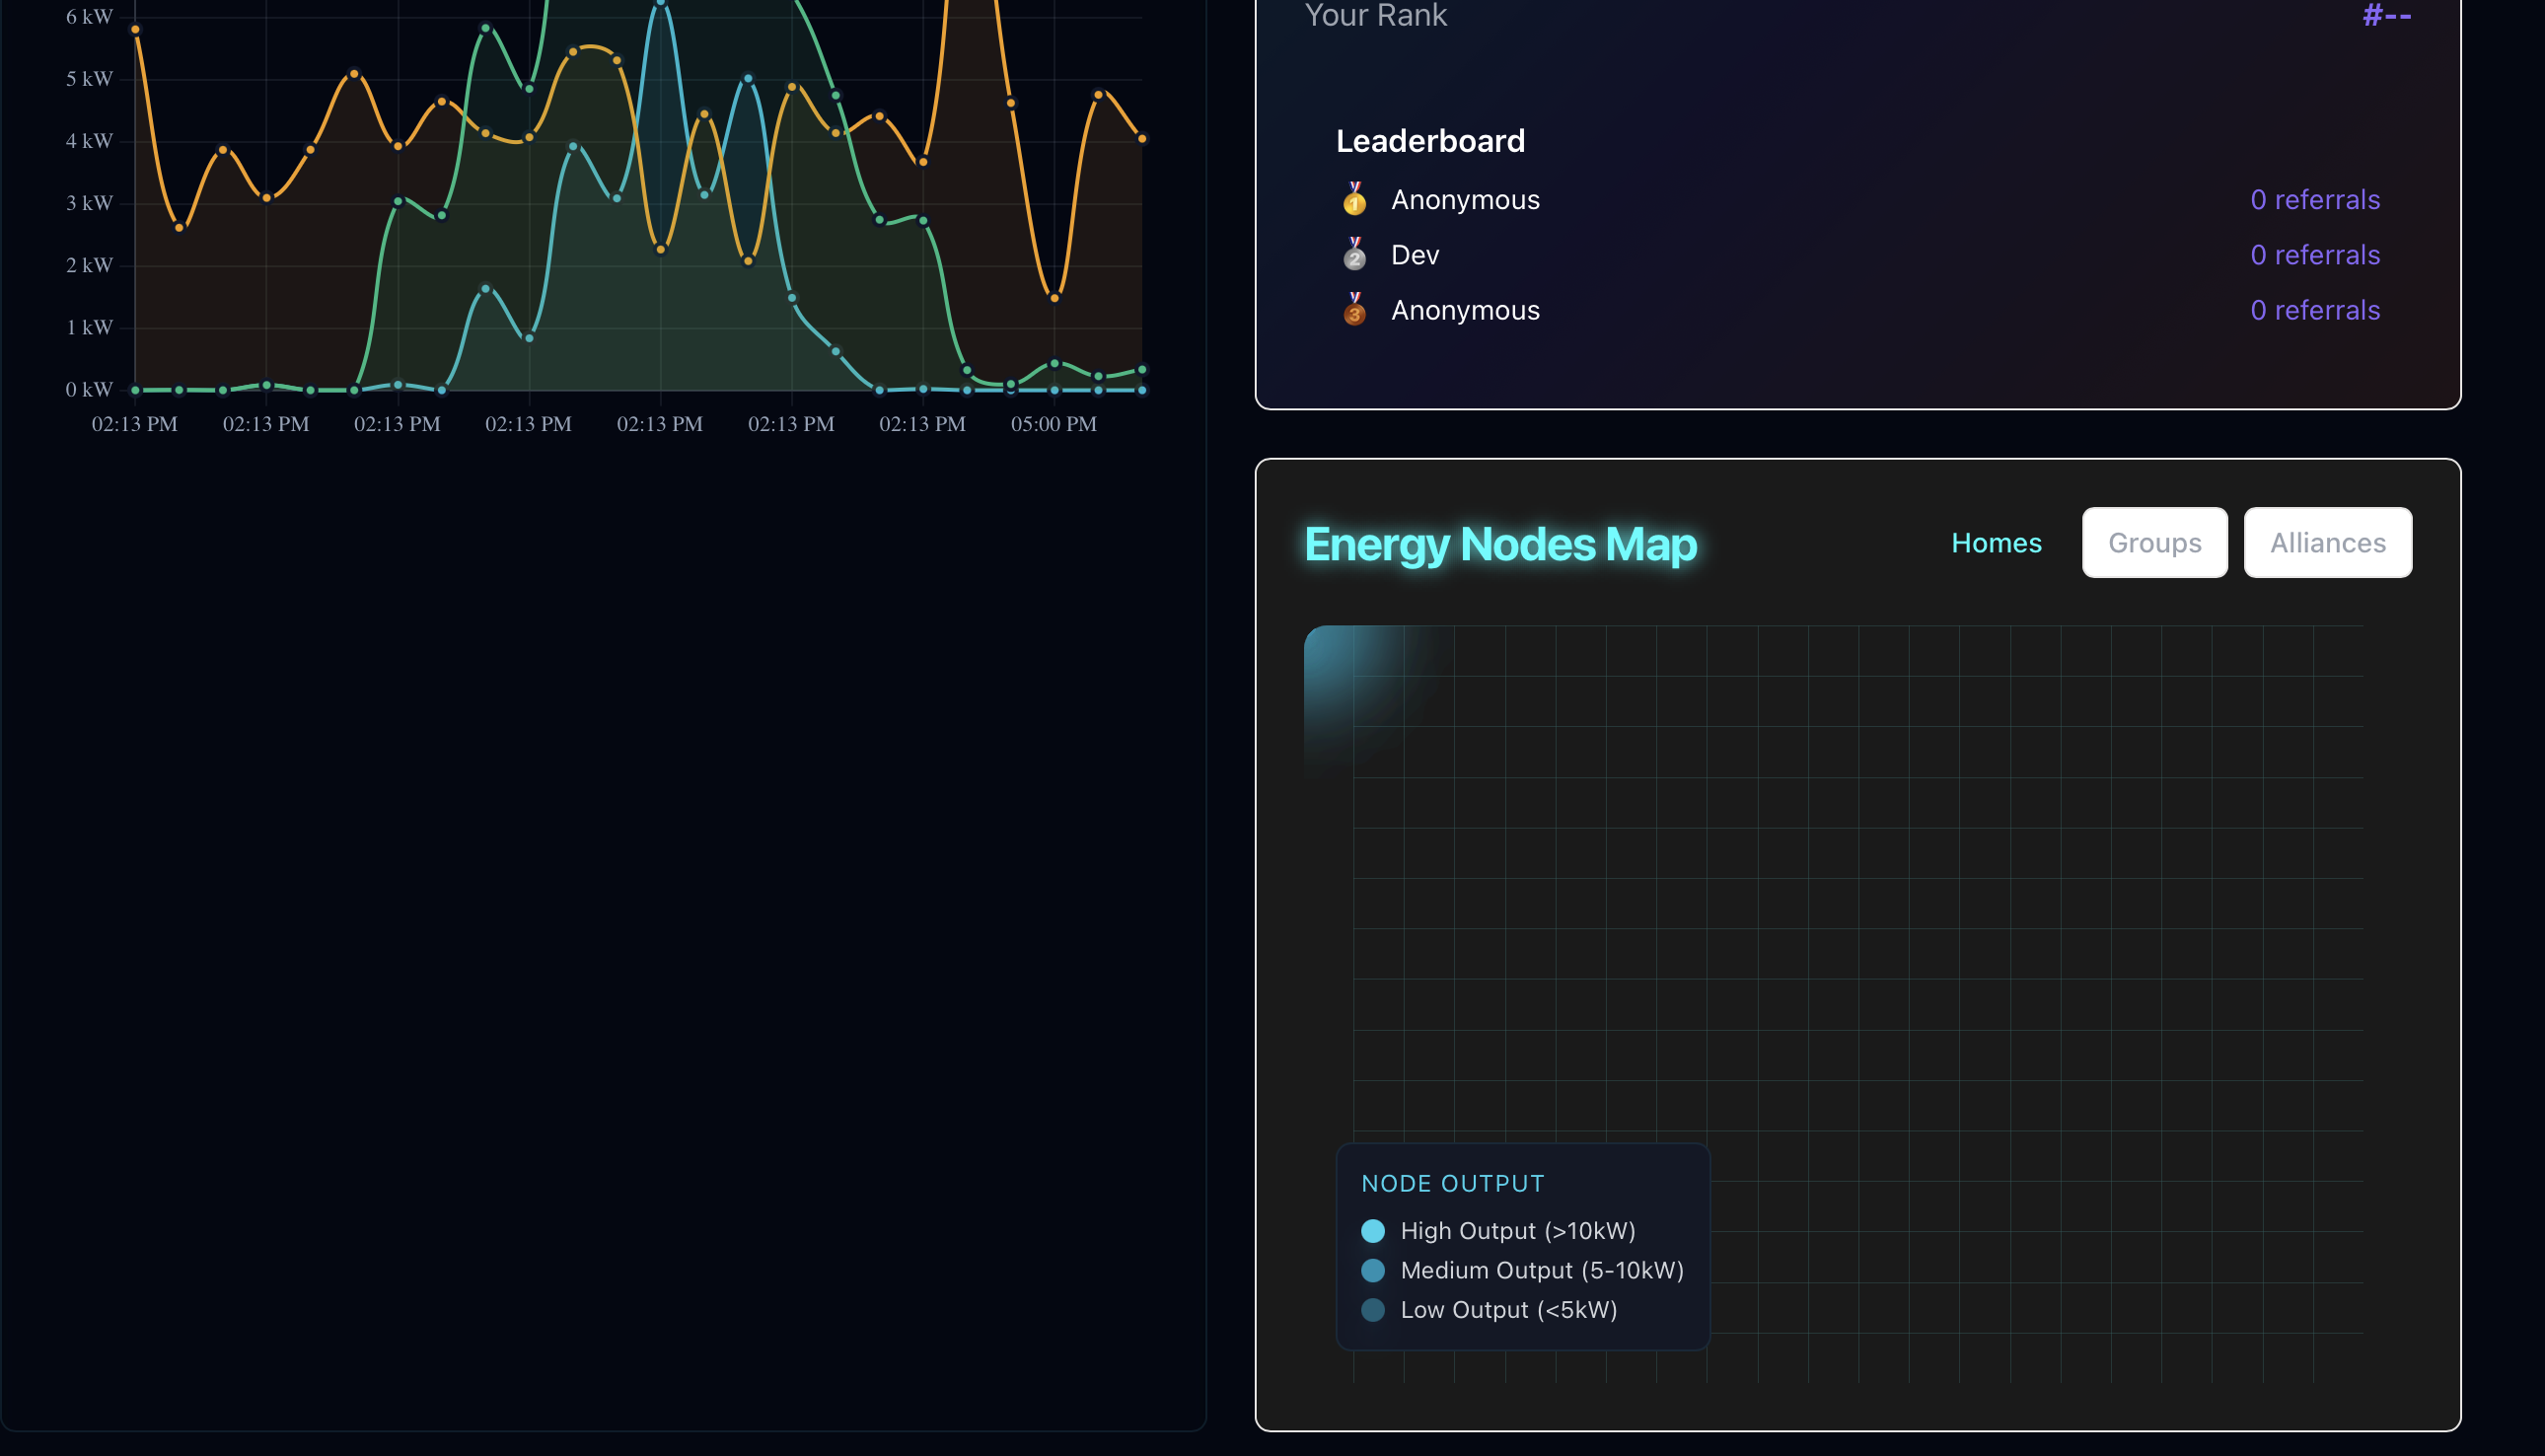 6 kW
5 kW
4 kW
3 kW
2 kW
1 kW
0 kW
02:13 PM 02:13 PM 02:13 PM 02:13 PM 02:13 PM 02:13 PM 02:13 PM 05:00 PM
Your Rank #--
Leaderboard
1 Anonymous 0 referrals
2 Dev 0 referrals
3 Anonymous 0 referrals
Energy Nodes Map Homes Groups Alliances
NODE OUTPUT
High Output (>10kW)
Medium Output (5-10kW)
Low Output (<5kW)